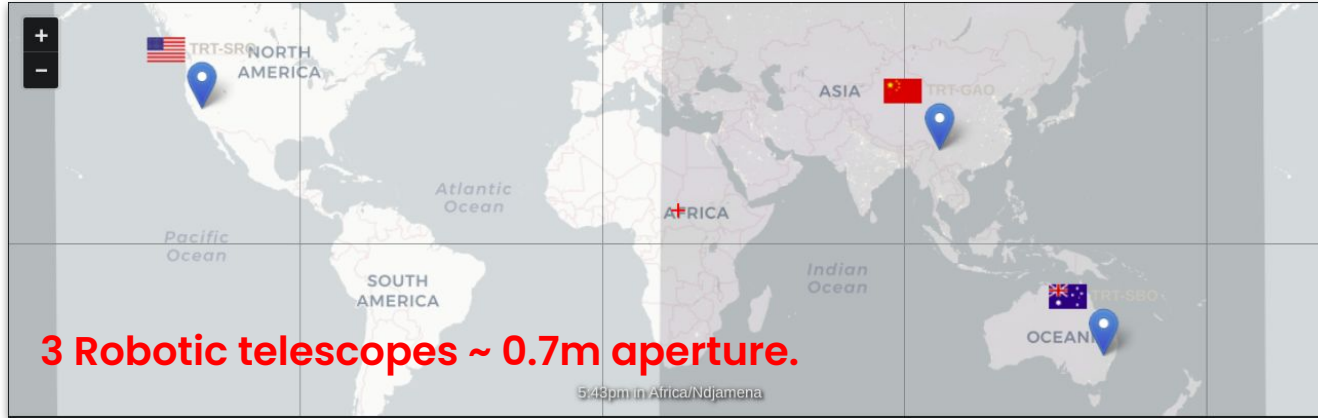 +
−
TRT-SRO
NORTH
AMERICA
ASIA
TRT-GAO
Atlantic
Ocean
AFRICA
Pacific
Ocean
Indian
Ocean
SOUTH
AMERICA
TRT-SBO
3 Robotic telescopes ~ 0.7m aperture.
5:43pm in Africa/Ndjamena